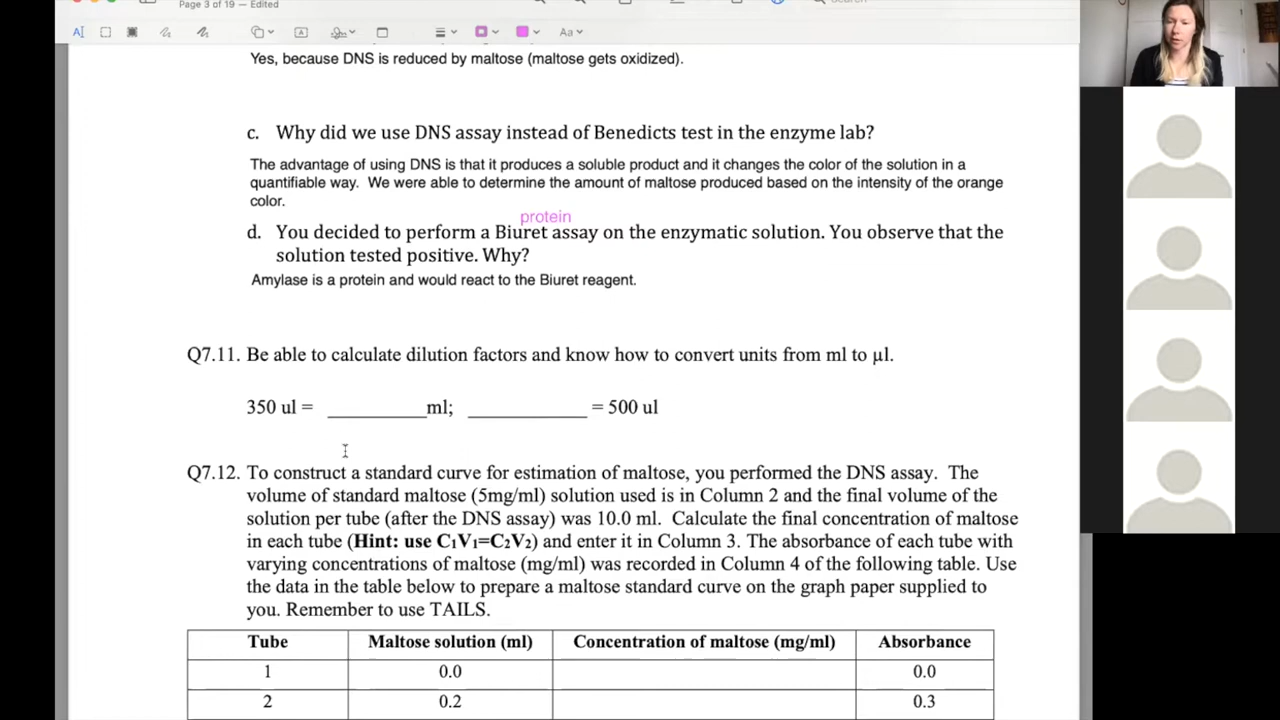 Page 3 of 19 — Edited
Aa
Search
Yes, because DNS is reduced by maltose (maltose gets oxidized).
c. Why did we use DNS assay instead of Benedicts test in the enzyme lab?
The advantage of using DNS is that it produces a soluble product and it changes the color of the solution in a
quantifiable way. We were able to determine the amount of maltose produced based on the intensity of the orange
color.
protein
d. You decided to perform a Biuret assay on the enzymatic solution. You observe that the
solution tested positive. Why?
Amylase is a protein and would react to the Biuret reagent.
Q7.11. Be able to calculate dilution factors and know how to convert units from ml to µl.
350 ul = __________ml; ____________ = 500 ul
Q7.12. To construct a standard curve for estimation of maltose, you performed the DNS assay. The
volume of standard maltose (5mg/ml) solution used is in Column 2 and the final volume of the
solution per tube (after the DNS assay) was 10.0 ml. Calculate the final concentration of maltose
in each tube (Hint: use C₁V₁=C₂V₂) and enter it in Column 3. The absorbance of each tube with
varying concentrations of maltose (mg/ml) was recorded in Column 4 of the following table. Use
the data in the table below to prepare a maltose standard curve on the graph paper supplied to
you. Remember to use TAILS.
Tube Maltose solution (ml) Concentration of maltose (mg/ml) Absorbance
1 0.0 0.0
2 0.2 0.3